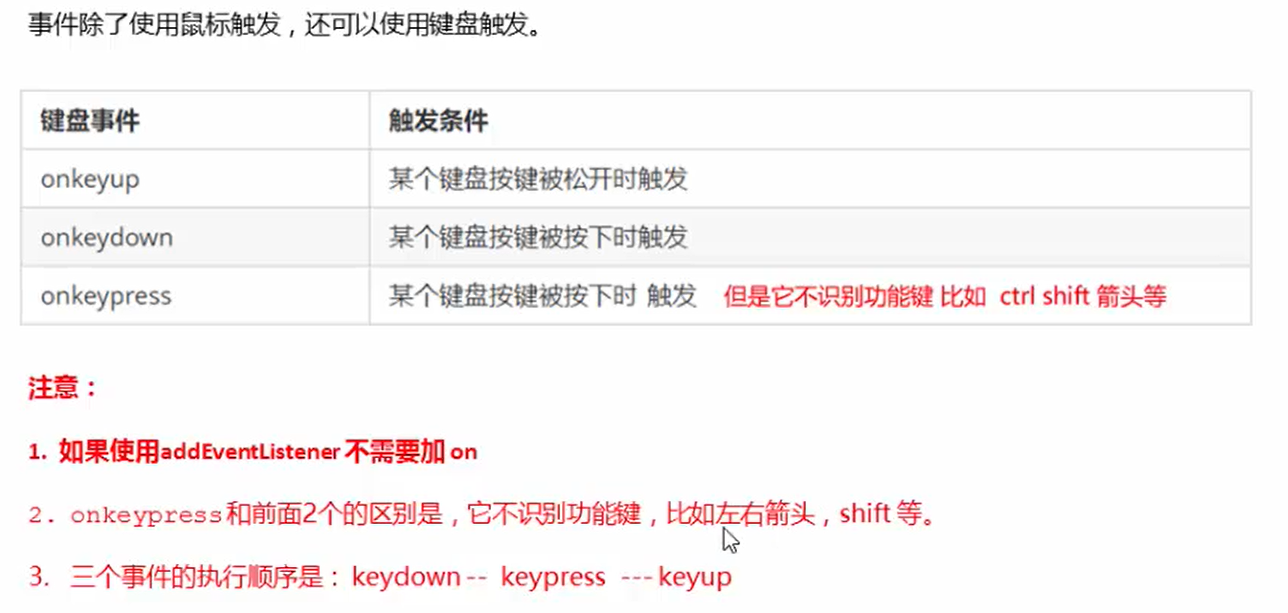 事件除了使用鼠标触发，还可以使用键盘触发。
键盘事件 触发条件
onkeyup 某个键盘按键被松开时触发
onkeydown 某个键盘按键被按下时触发
onkeypress 某个键盘按键被按下时 触发 但是它不识别功能键 比如 ctrl shift 箭头等
注意：
1. 如果使用addEventListener 不需要加 on
2. onkeypress和前面2个的区别是，它不识别功能键，比如左右箭头，shift 等。
3. 三个事件的执行顺序是：keydown -- keypress ---keyup